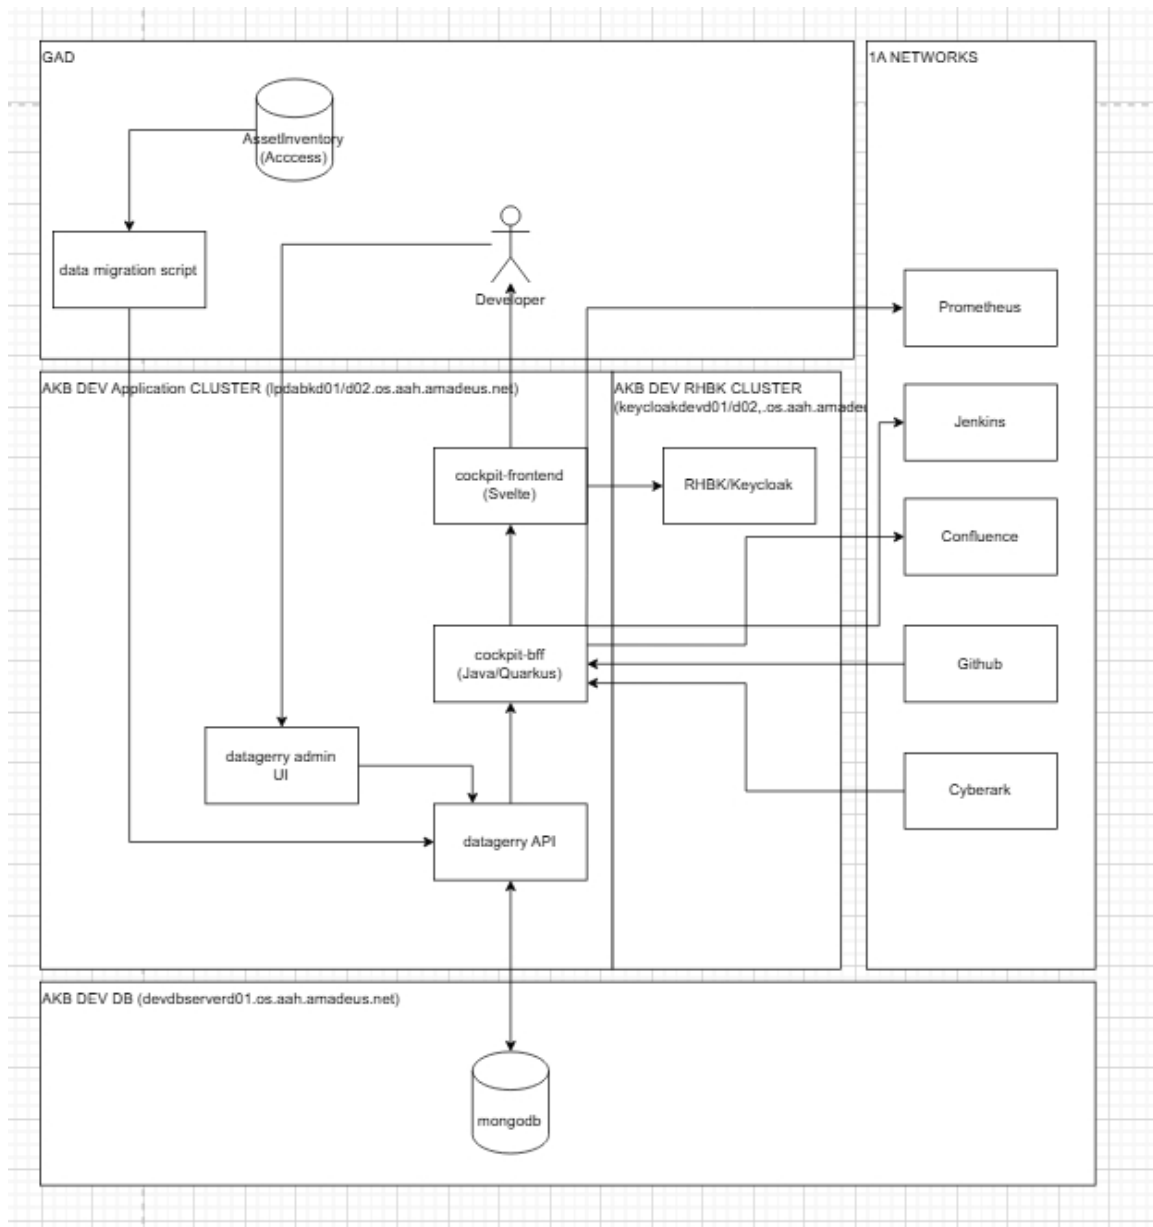 GAD
1A NETWORKS
AssetInventory
(Acccess)
data migration script
Developer
Prometheus
AKB DEV Application CLUSTER (lpdabkd01/d02.os.aah.amadeus.net)
AKB DEV RHBK CLUSTER
(keycloakdevd01/d02,.os.aah.amadeu
Jenkins
cockpit-frontend
(Svelte)
RHBK/Keycloak
Confluence
cockpit-bff
(Java/Quarkus)
Github
datagerry admin
UI
Cyberark
datagerry API
AKB DEV DB (devdbserverd01.os.aah.amadeus.net)
mongodb